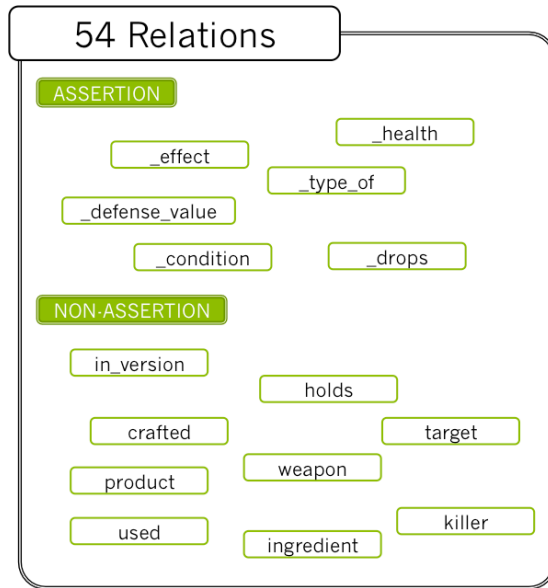 54 Relations
ASSERTION
_health
_effect
_type_of
_defense_value
_condition
_drops
NON-ASSERTION
in_version
holds
crafted
target
weapon
product
killer
used
ingredient